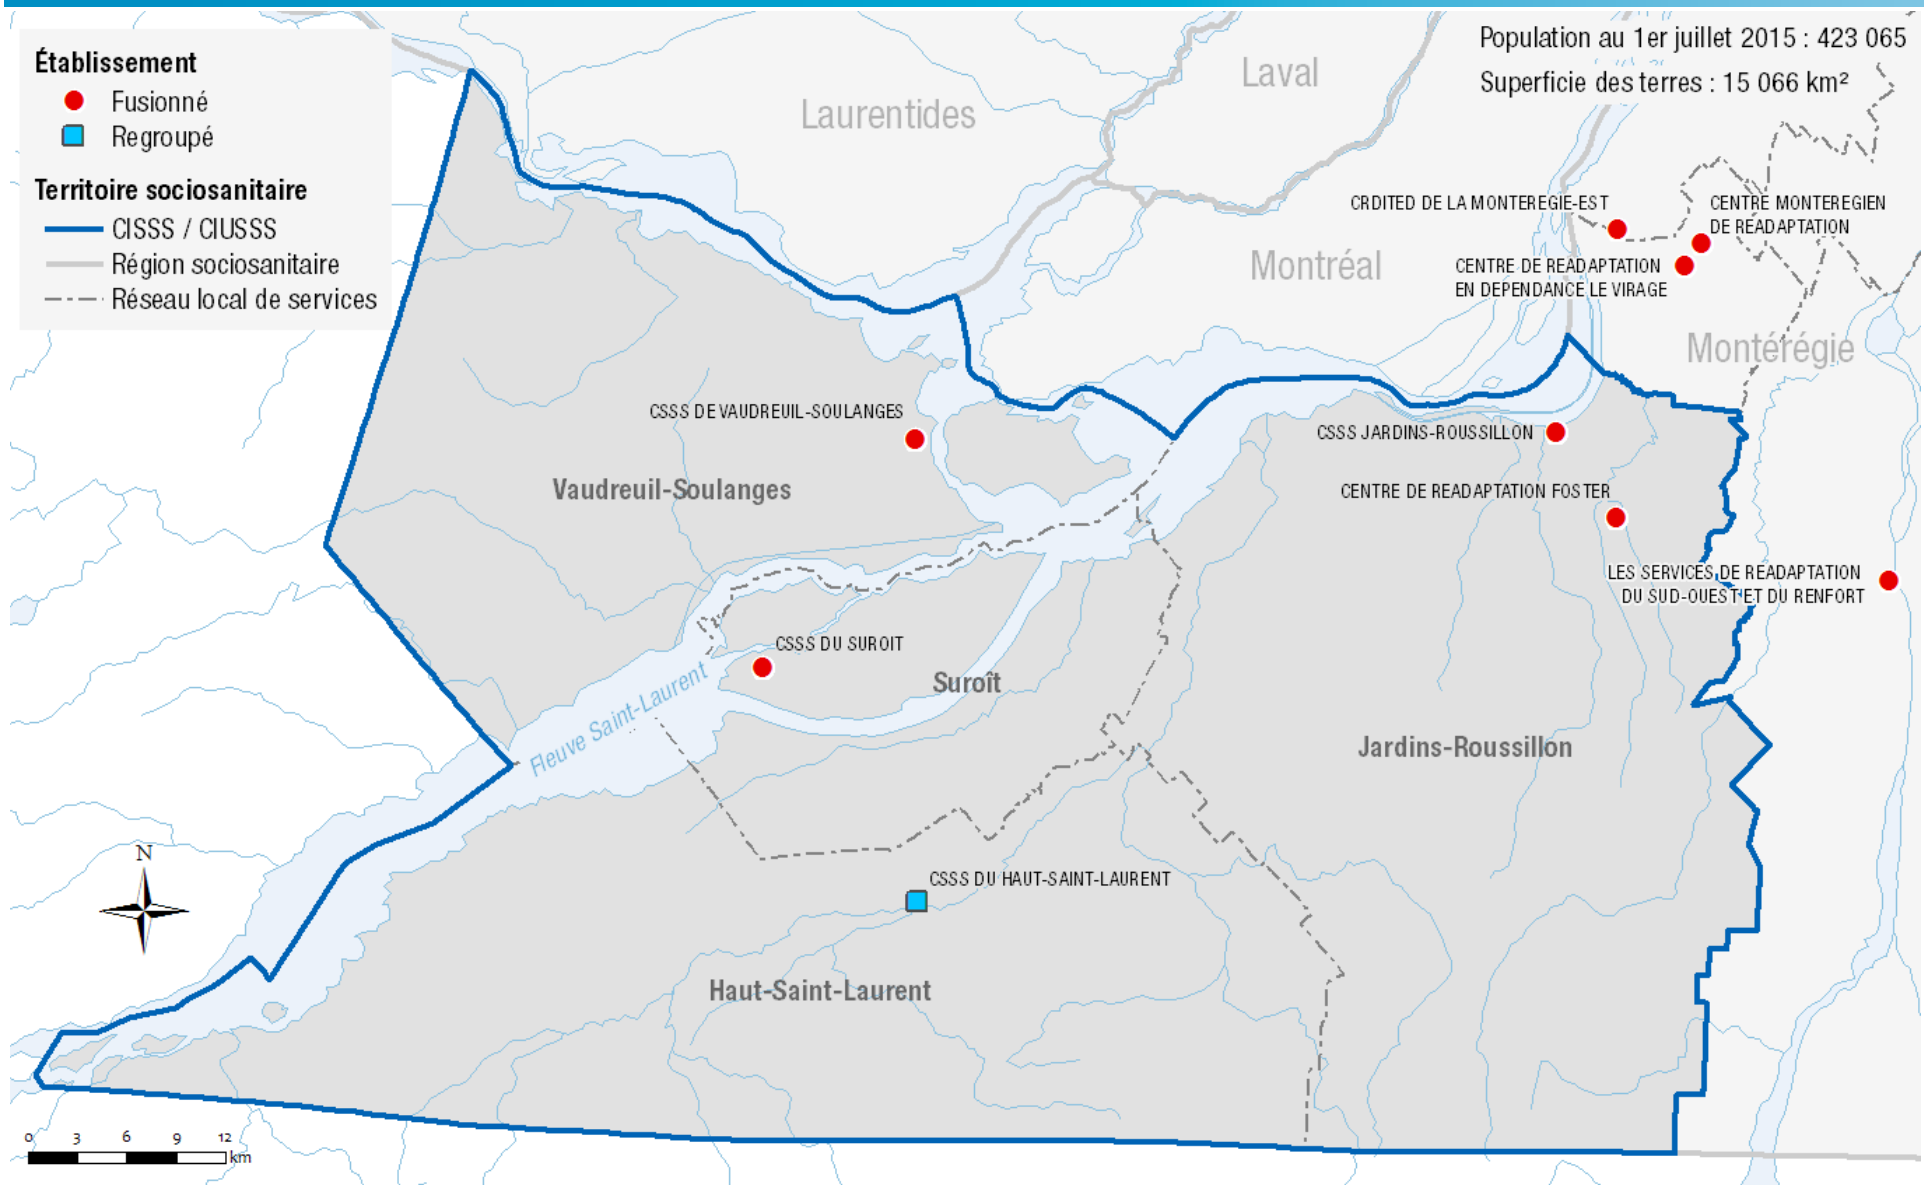 Établissement
Fusionné
Regroupé
Territoire sociosanitaire
CISSS / CIUSSS
Région sociosanitaire
Réseau local de services
Population au 1er juillet 2015 : 423 065
Superficie des terres : 15 066 km²
Laurentides
Laval
Montréal
Montérégie
CRDITED DE LA MONTEREGIE-EST
CENTRE MONTEREGIEN
DE READAPTATION
CENTRE DE READAPTATION
EN DEPENDANCE LE VIRAGE
CSSS DE VAUDREUIL-SOULANGES
Vaudreuil-Soulanges
CSSS JARDINS-ROUSSILLON
CENTRE DE READAPTATION FOSTER
LES SERVICES DE READAPTATION
DU SUD-OUEST ET DU RENFORT
CSSS DU SUROIT
Suroît
Fleuve Saint-Laurent
Jardins-Roussillon
CSSS DU HAUT-SAINT-LAURENT
Haut-Saint-Laurent
N
0 3 6 9 12
km